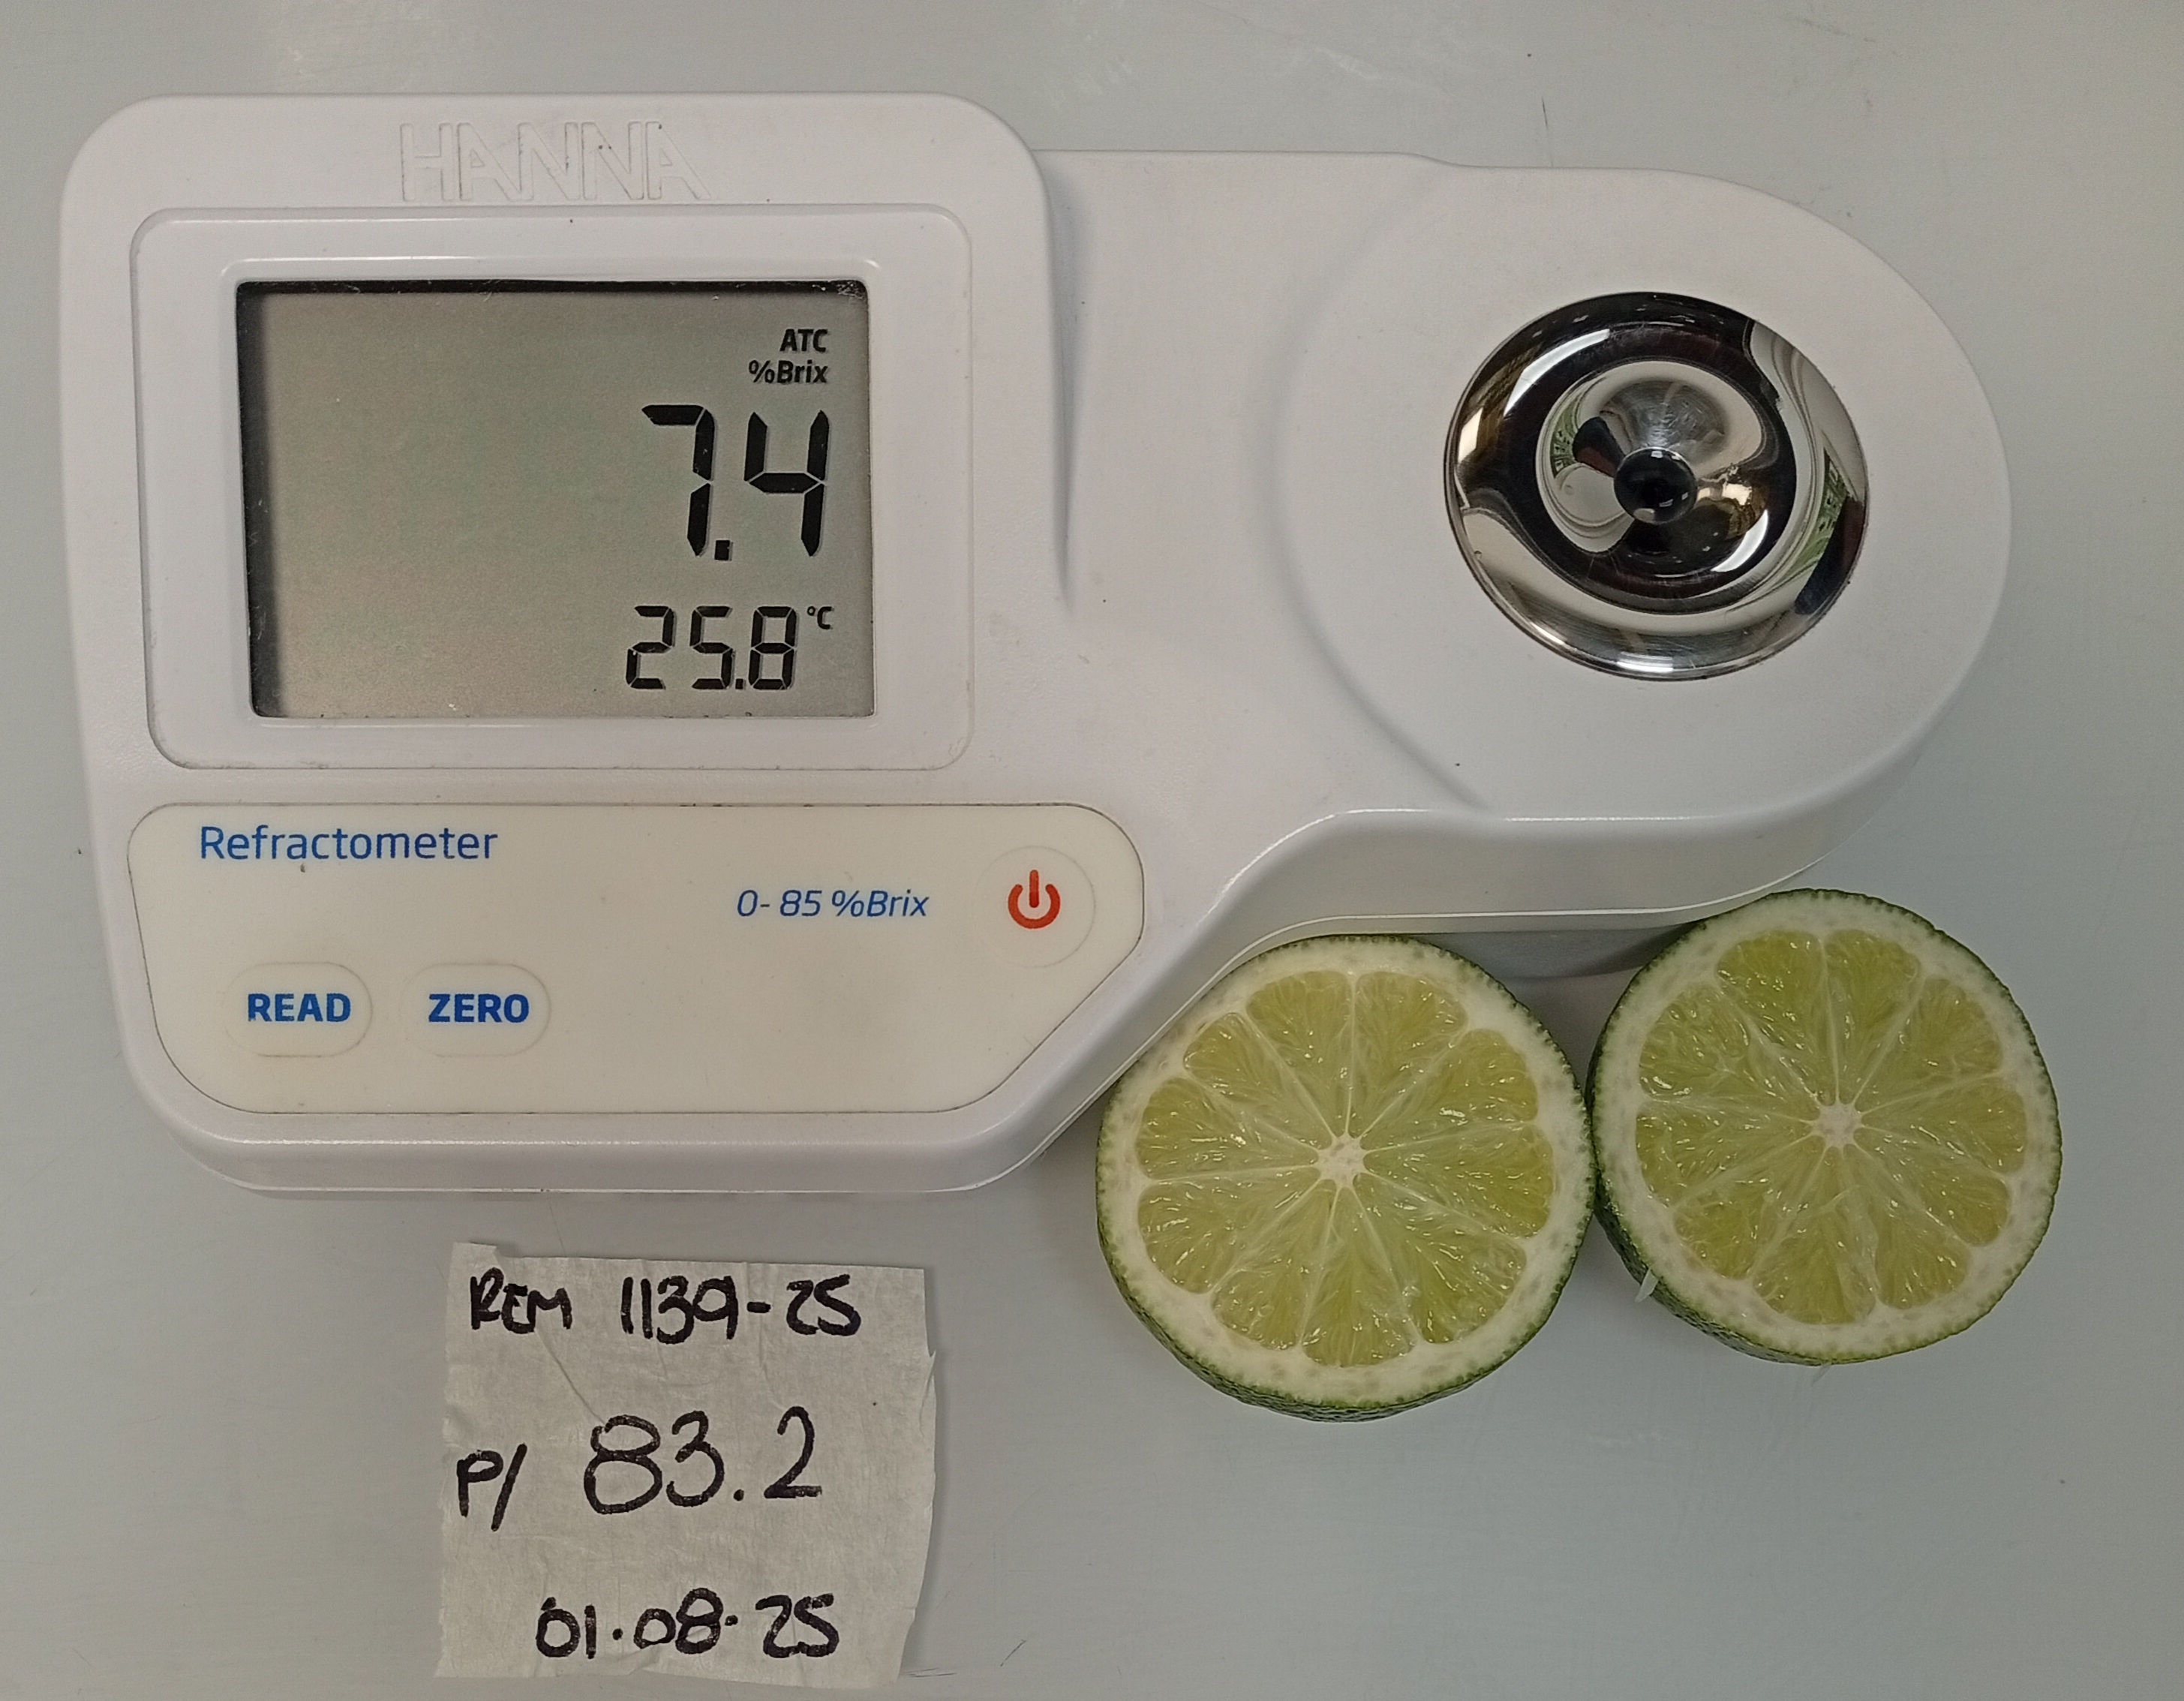 HANNA
ATC
%Brix
7.4
25.8 °C
Refractometer
0- 85 %Brix
READ ZERO
REM 1139-25
P/ 83.2
01.08.25